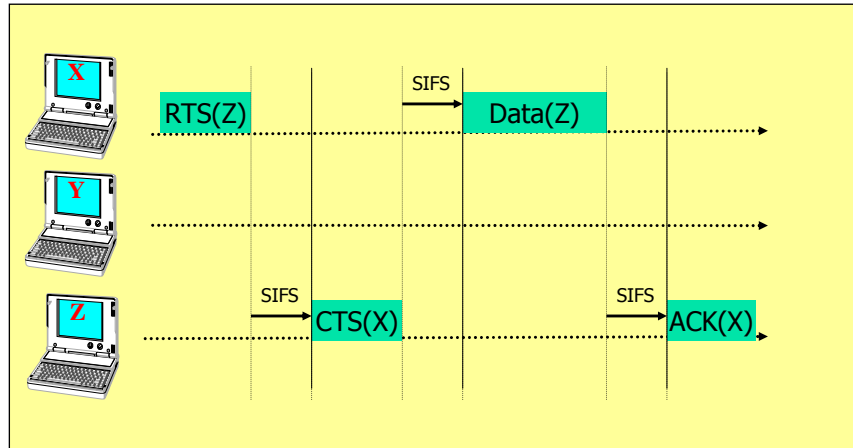 X
SIFS
RTS(Z)
Data(Z)
Y
SIFS
SIFS
Z
CTS(X)
ACK(X)